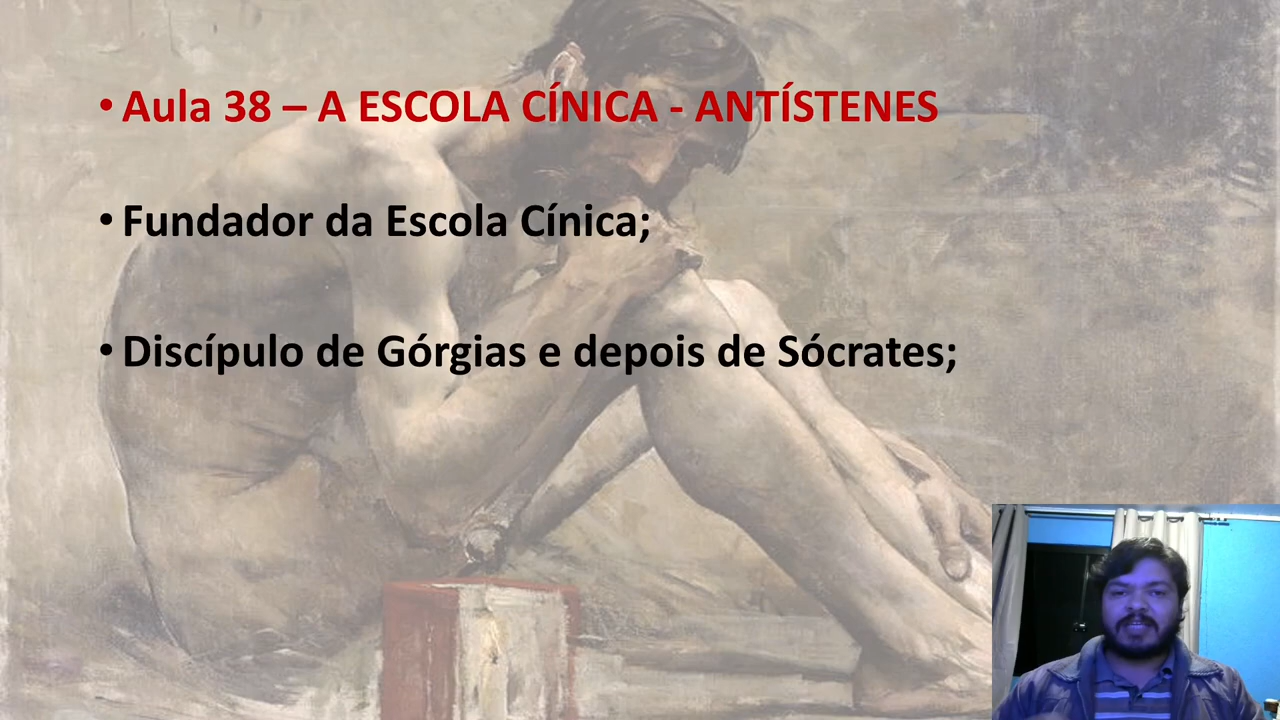 • Aula 38 – A ESCOLA CÍNICA - ANTÍSTENES
• Fundador da Escola Cínica;
• Discípulo de Górgias e depois de Sócrates;